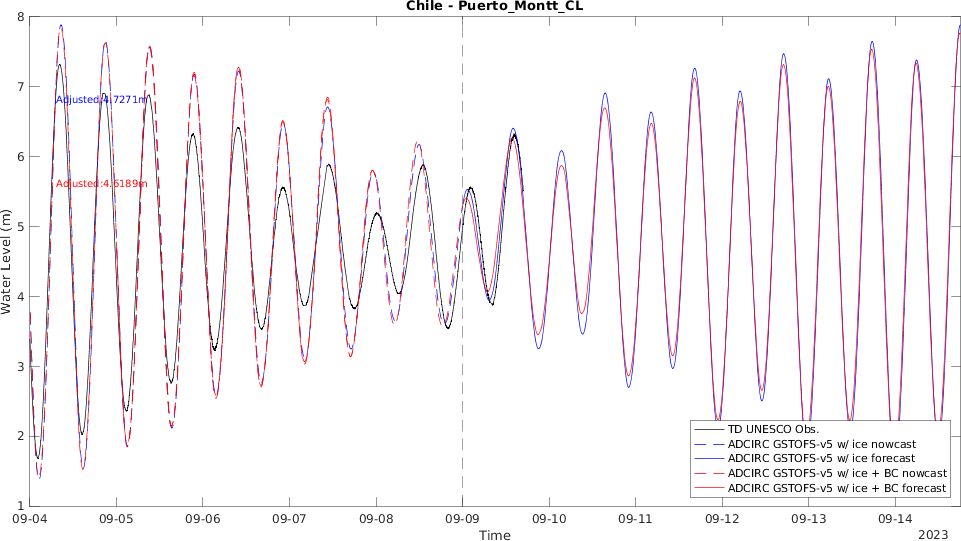 Chile - Puerto_Montt_CL
8
7
6
5
4
3
2
1
Water Level (m)
Adjusted:4.7271m
Adjusted:4.6189m
TD UNESCO Obs.
ADCIRC GSTOFS-v5 w/ ice nowcast
ADCIRC GSTOFS-v5 w/ ice forecast
ADCIRC GSTOFS-v5 w/ ice + BC nowcast
ADCIRC GSTOFS-v5 w/ ice + BC forecast
09-04 09-05 09-06 09-07 09-08 09-09 09-10 09-11 09-12 09-13 09-14
Time
2023